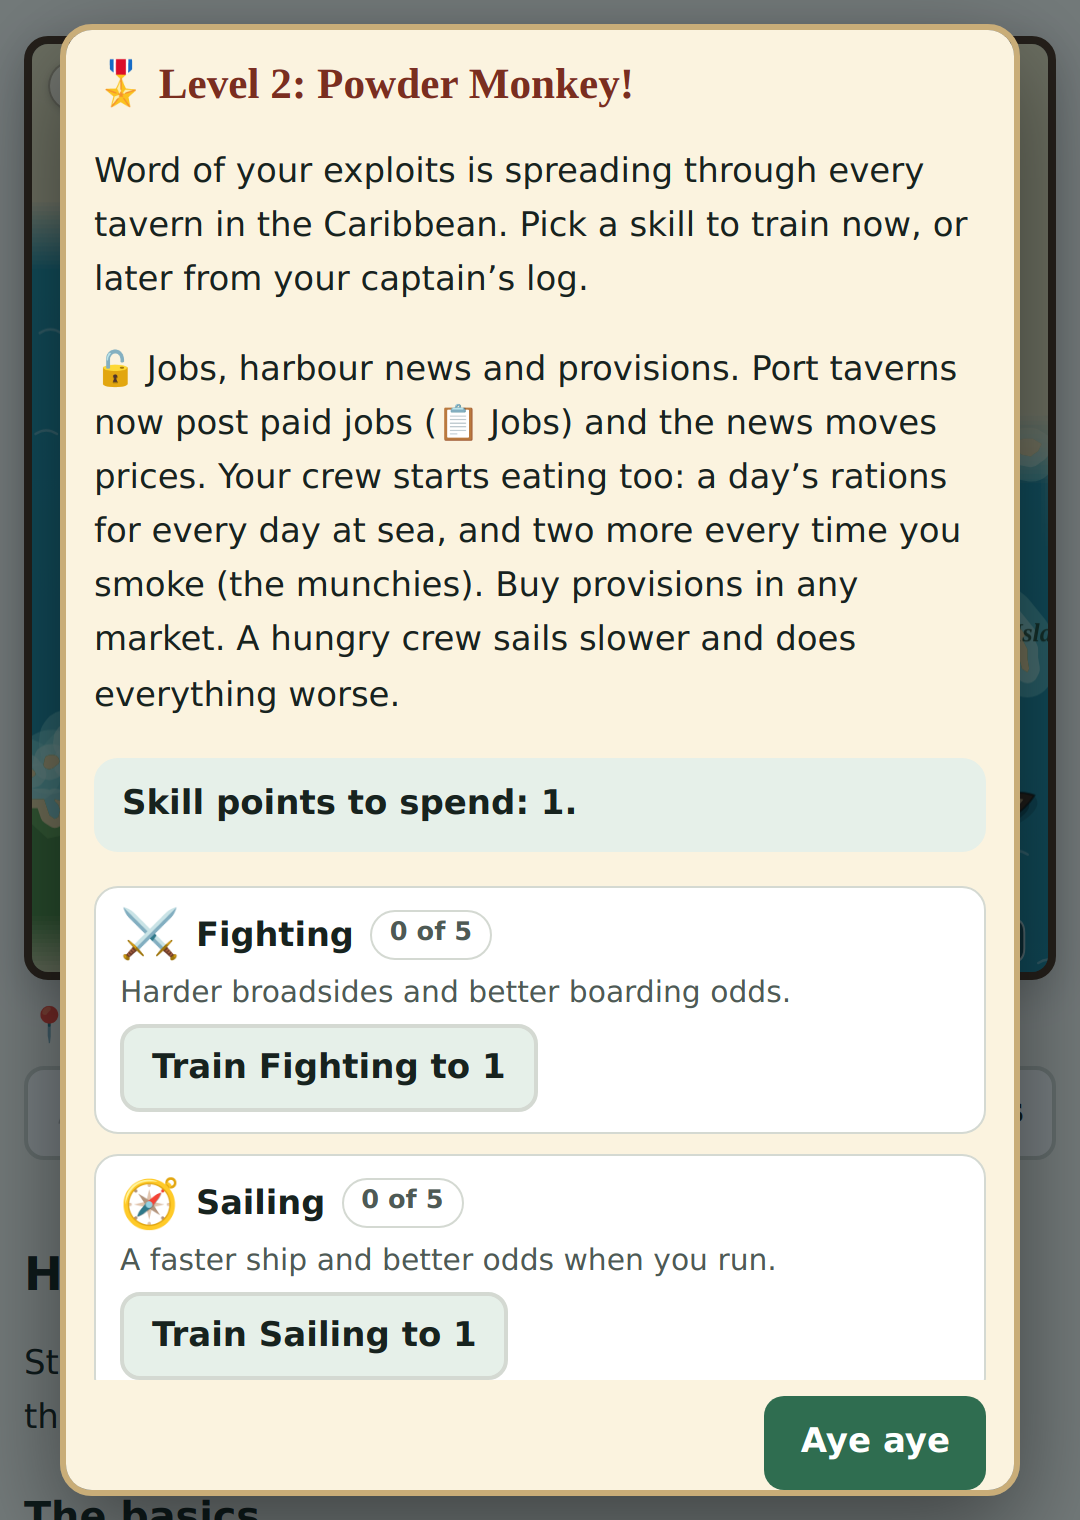 🎖️ Level 2: Powder Monkey!
Word of your exploits is spreading through every
tavern in the Caribbean. Pick a skill to train now, or
later from your captain’s log.
🔓 Jobs, harbour news and provisions. Port taverns
now post paid jobs (📋 Jobs) and the news moves
prices. Your crew starts eating too: a day’s rations
for every day at sea, and two more every time you
smoke (the munchies). Buy provisions in any
market. A hungry crew sails slower and does
everything worse.
Skill points to spend: 1.
⚔️ Fighting 0 of 5
Harder broadsides and better boarding odds.
Train Fighting to 1
🧭 Sailing 0 of 5
A faster ship and better odds when you run.
Train Sailing to 1
Aye aye
The basics